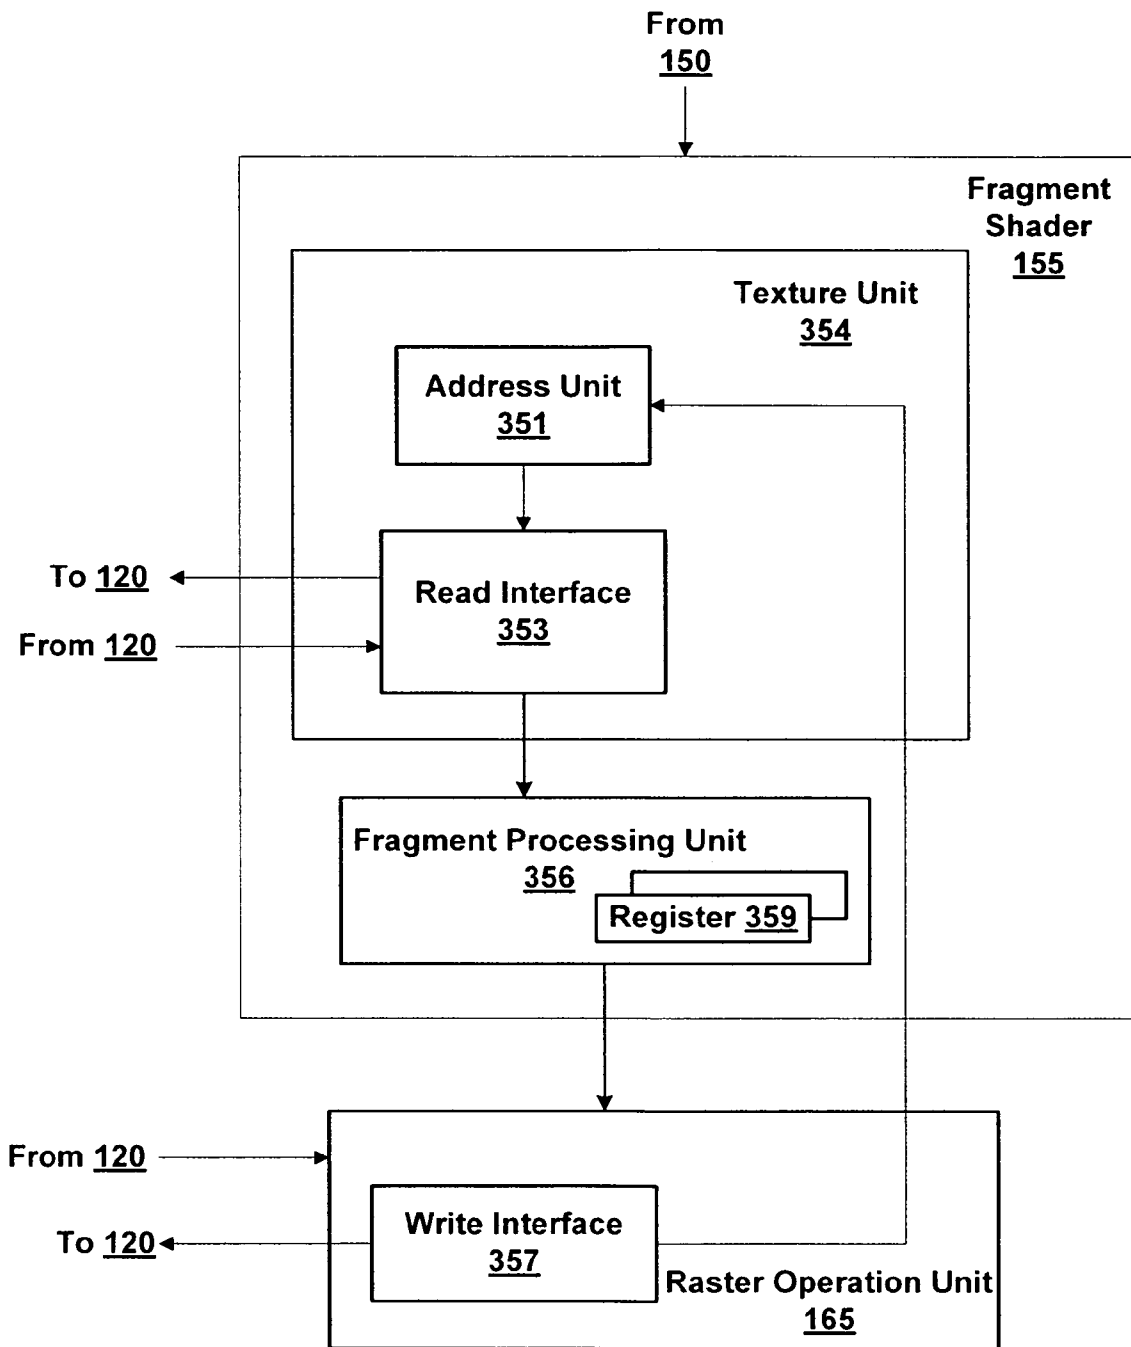 From
150
Fragment
Shader
155
Texture Unit
354
Address Unit
351
To 120
Read Interface
353
From 120
Fragment Processing Unit
356
Register 359
From 120
Write Interface
357
To 120
Raster Operation Unit
165